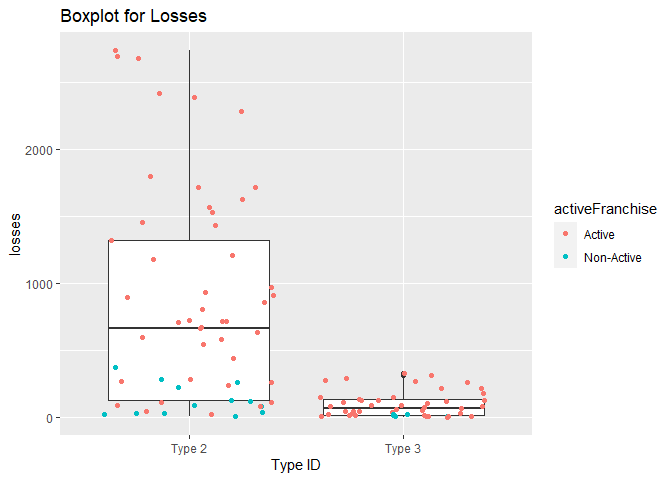 Boxplot for Losses
losses
2000
1000
0
Type 2
Type 3
Type ID
activeFranchise
Active
Non-Active